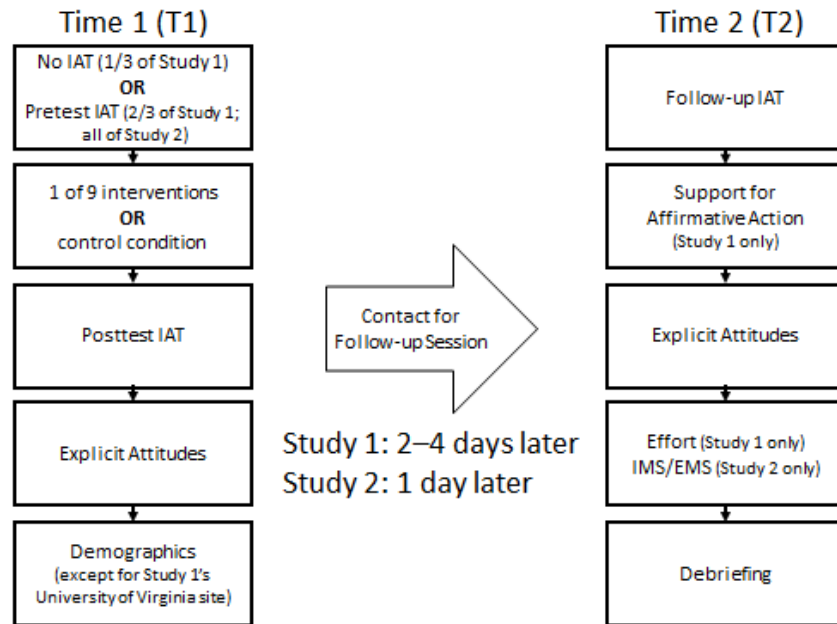 Time 1 (T1)
No IAT (1/3 of Study 1)
OR
Pretest IAT (2/3 of Study 1;
all of Study 2)
1 of 9 interventions
OR
control condition
Posttest IAT
Explicit Attitudes
Demographics
(except for Study 1's
University of Virginia site)
Contact for
Follow-up Session
Study 1: 2–4 days later
Study 2: 1 day later
Time 2 (T2)
Follow-up IAT
Support for
Affirmative Action
(Study 1 only)
Explicit Attitudes
Effort (Study 1 only)
IMS/EMS (Study 2 only)
Debriefing